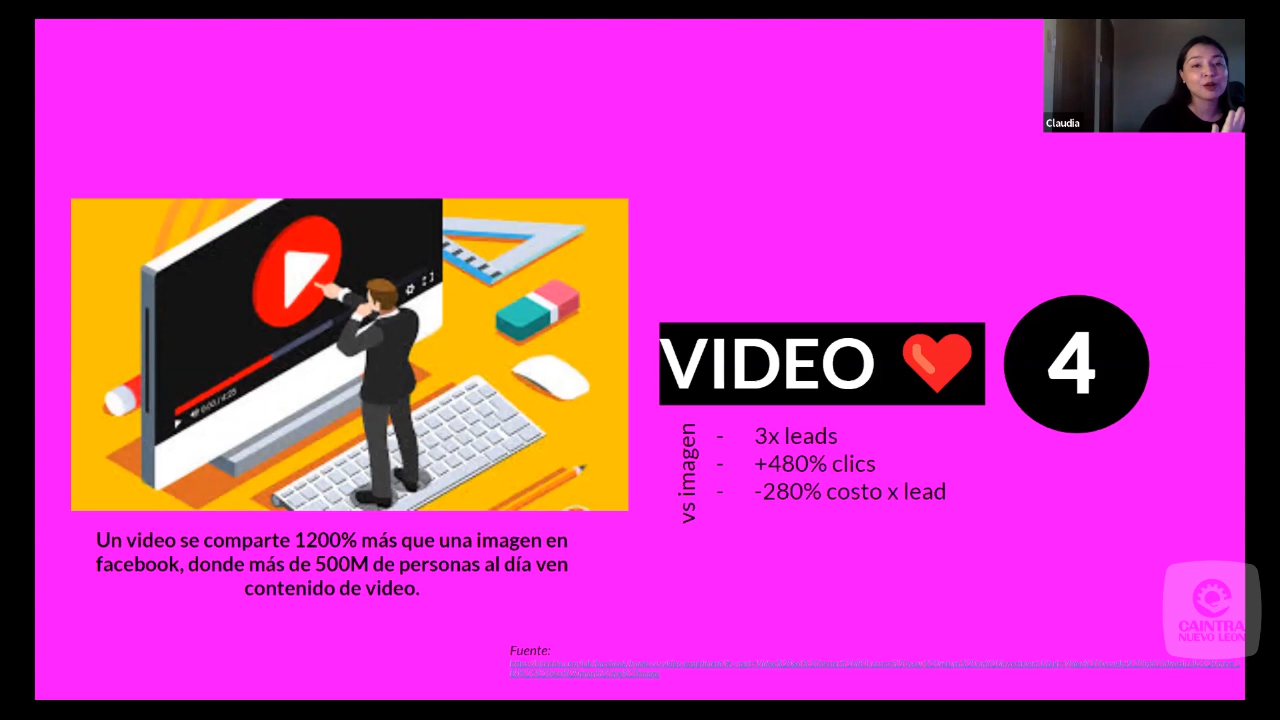 Claudia
VIDEO ❤️
4
vs imagen
- 3x leads
- +480% clics
- -280% costo x lead
Un video se comparte 1200% más que una imagen en
facebook, donde más de 500M de personas al día ven
contenido de video.
Fuente:
CAINTRA
NUEVO LEÓN